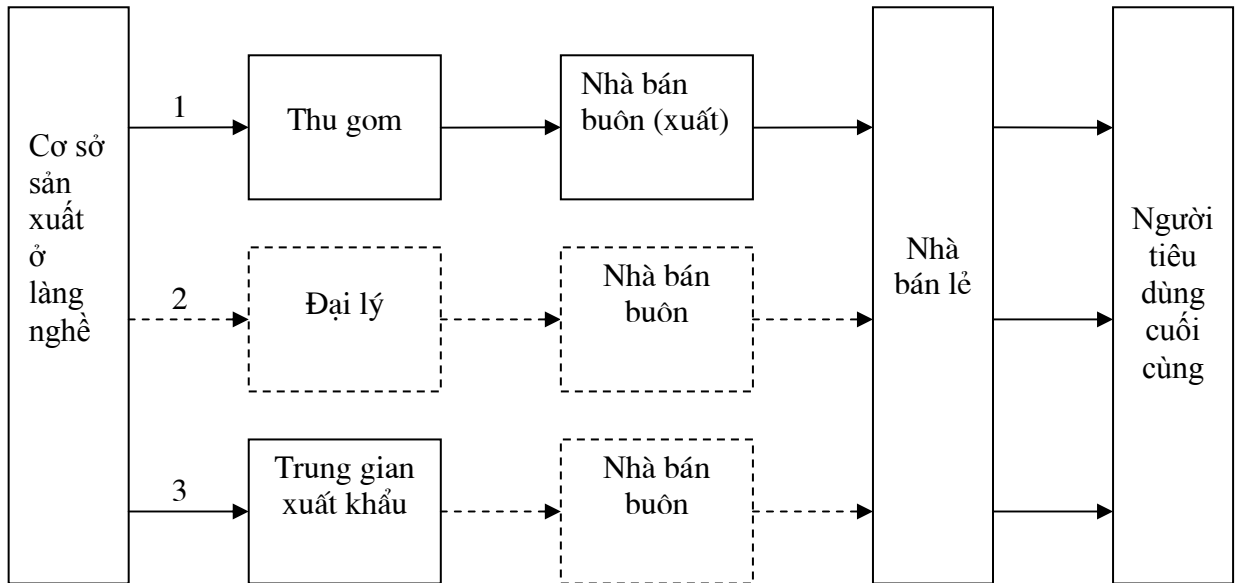 Cơ sở
sản
xuất
ở
làng
nghề
1
Thu gom
Nhà bán
buôn (xuất)
2
Đại lý
Nhà bán
buôn
3
Trung gian
xuất khẩu
Nhà bán
buôn
Nhà
bán lẻ
Người
tiêu
dùng
cuối
cùng